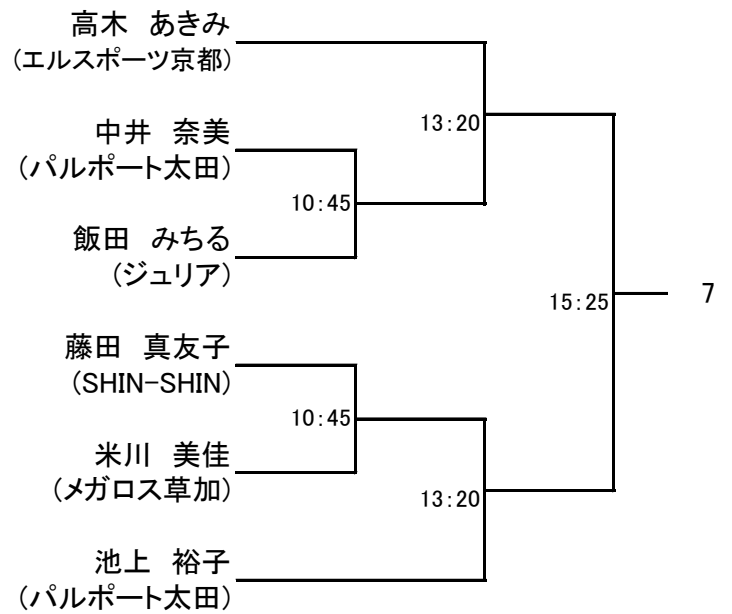 高木　あきみ
(エルスポーツ京都)
13:20
中井　奈美
(パルポート太田)
10:45
飯田　みちる
(ジュリア)
15:25
7
藤田　真友子
(SHIN-SHIN)
10:45
米川　美佳
(メガロス草加)
13:20
池上　裕子
(パルポート太田)